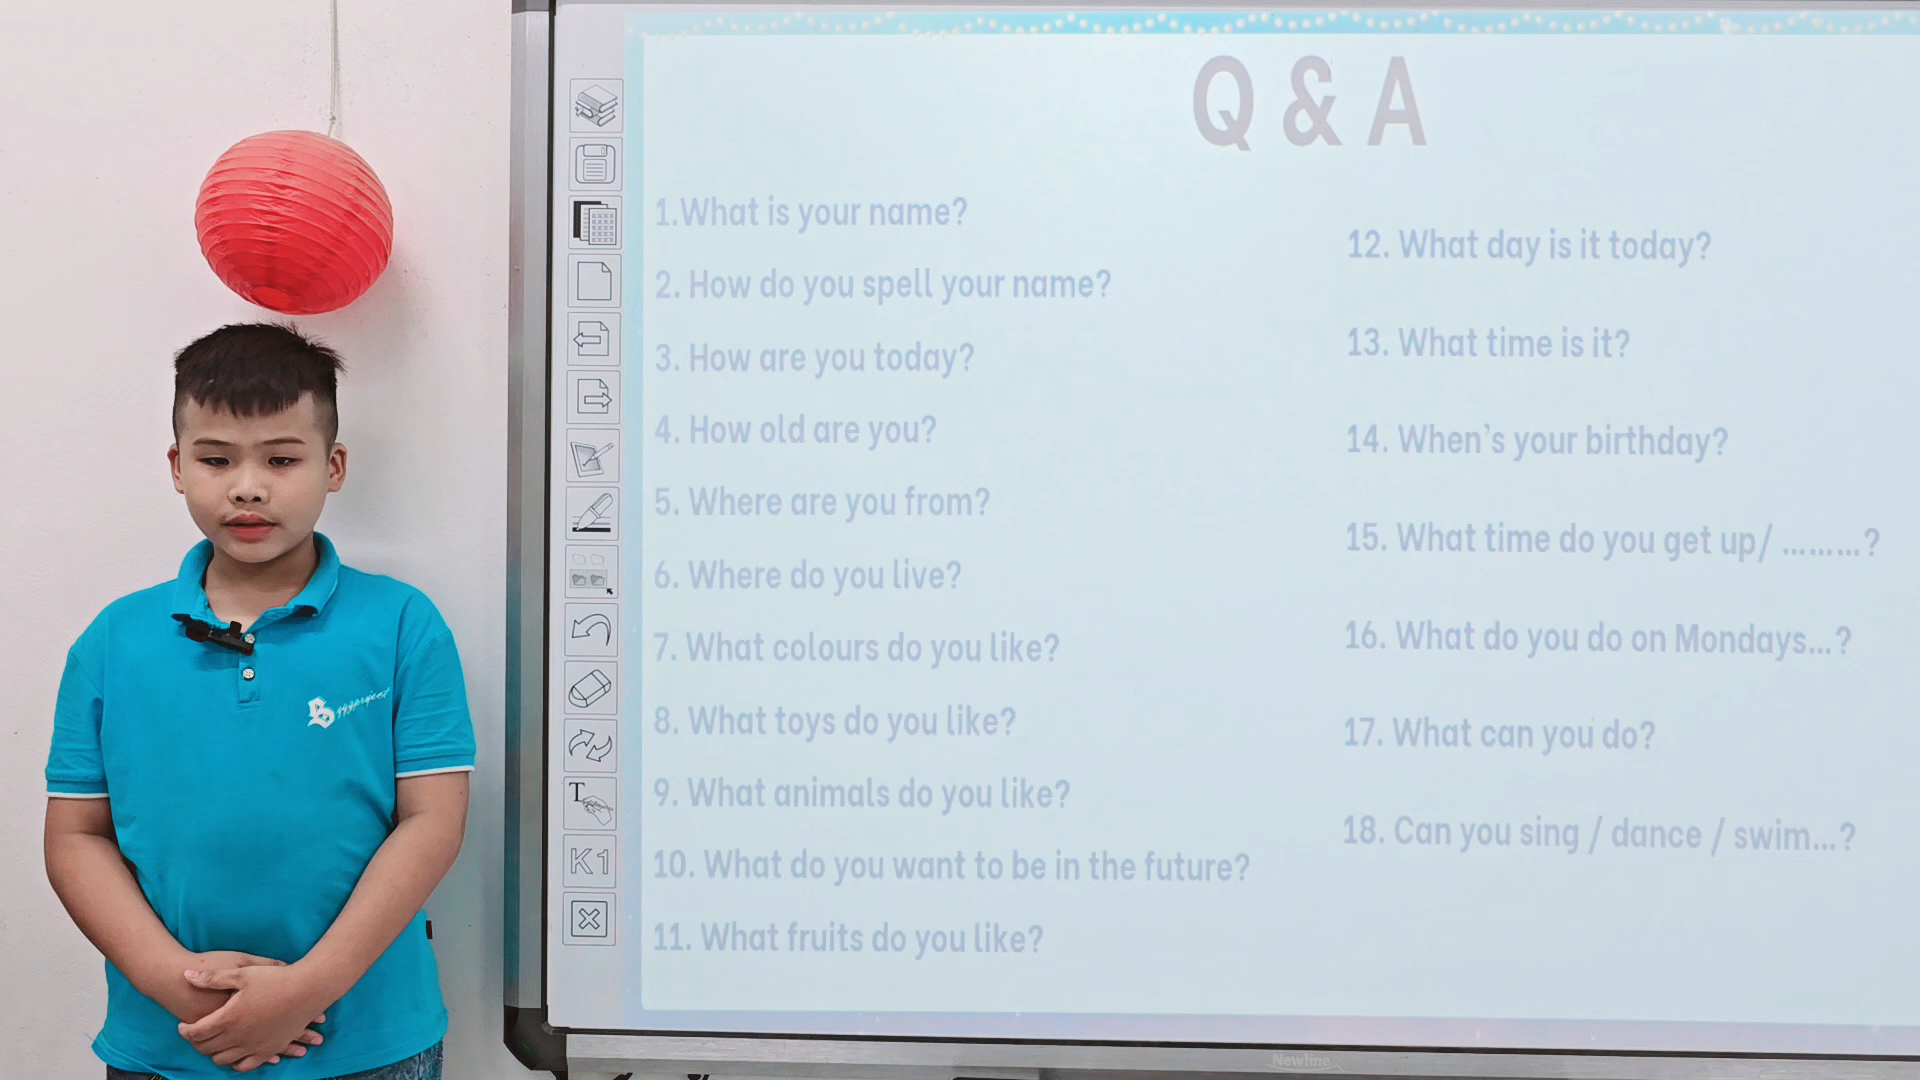 Q & A
1.What is your name?
2. How do you spell your name?
3. How are you today?
4. How old are you?
5. Where are you from?
6. Where do you live?
7. What colours do you like?
8. What toys do you like?
9. What animals do you like?
10. What do you want to be in the future?
11. What fruits do you like?
12. What day is it today?
13. What time is it?
14. When's your birthday?
15. What time do you get up/ .........?
16. What do you do on Mondays...?
17. What can you do?
18. Can you sing / dance / swim...?
T
K1
Newline